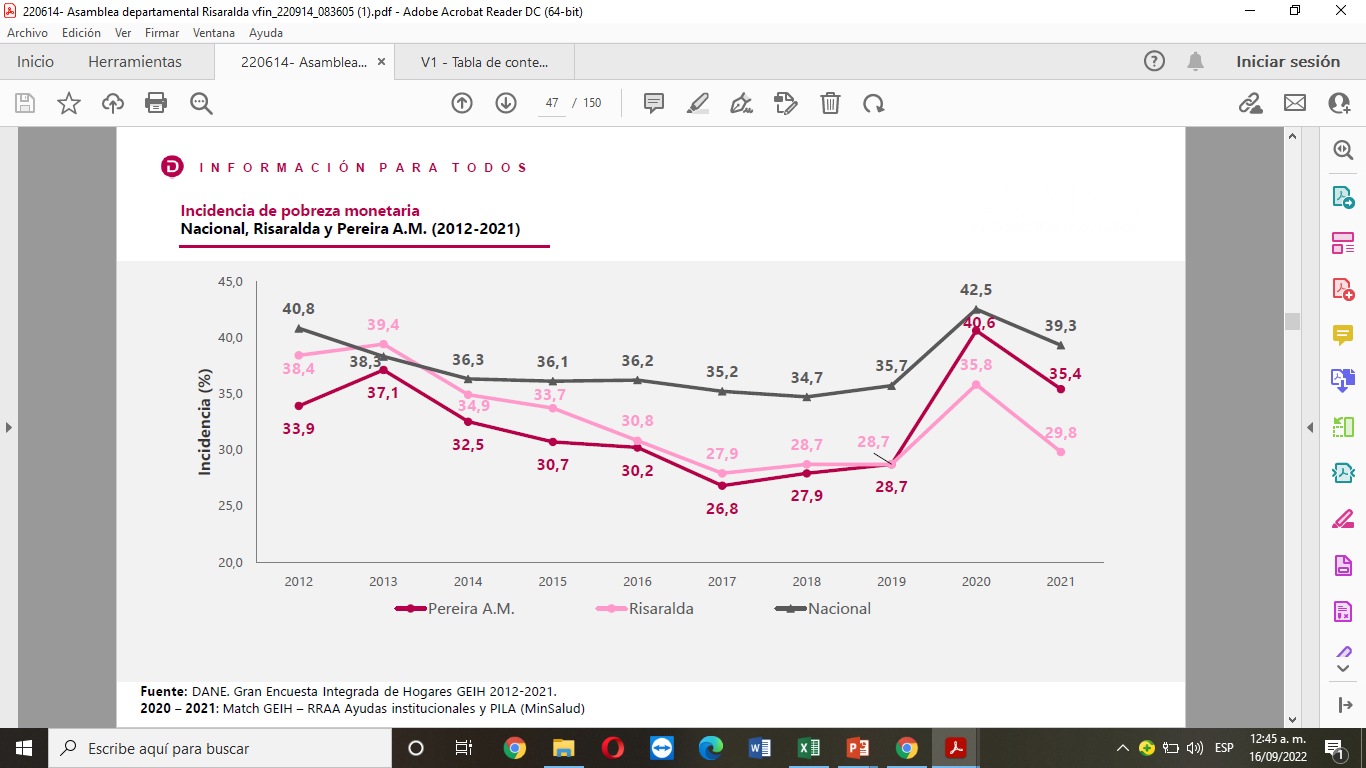 220614- Asamblea departamental Risaralda vfin_220914_083605 (1).pdf - Adobe Acrobat Reader DC (64-bit)
Archivo Edición Ver Firmar Ventana Ayuda
Inicio Herramientas 220614- Asamblea... × V1 - Tabla de conte... Iniciar sesión
47 / 150
D INFORMACIÓN PARA TODOS
Incidencia de pobreza monetaria
Nacional, Risaralda y Pereira A.M. (2012-2021)
Incidencia (%)
45,0
40,0
35,0
30,0
25,0
20,0
40,8 38,3 36,3 36,1 36,2 35,2 34,7 35,7 42,5 39,3
38,4 39,4 34,9 33,7 30,8 27,9 28,7 28,7 35,8 29,8
33,9 37,1 32,5 30,7 30,2 26,8 27,9 28,7 40,6 35,4
2012 2013 2014 2015 2016 2017 2018 2019 2020 2021
Pereira A.M. Risaralda Nacional
Fuente: DANE. Gran Encuesta Integrada de Hogares GEIH 2012-2021.
2020 – 2021: Match GEIH – RRAA Ayudas institucionales y PILA (MinSalud)
Escribe aquí para buscar
ESP
12:45 a. m.
16/09/2022
1